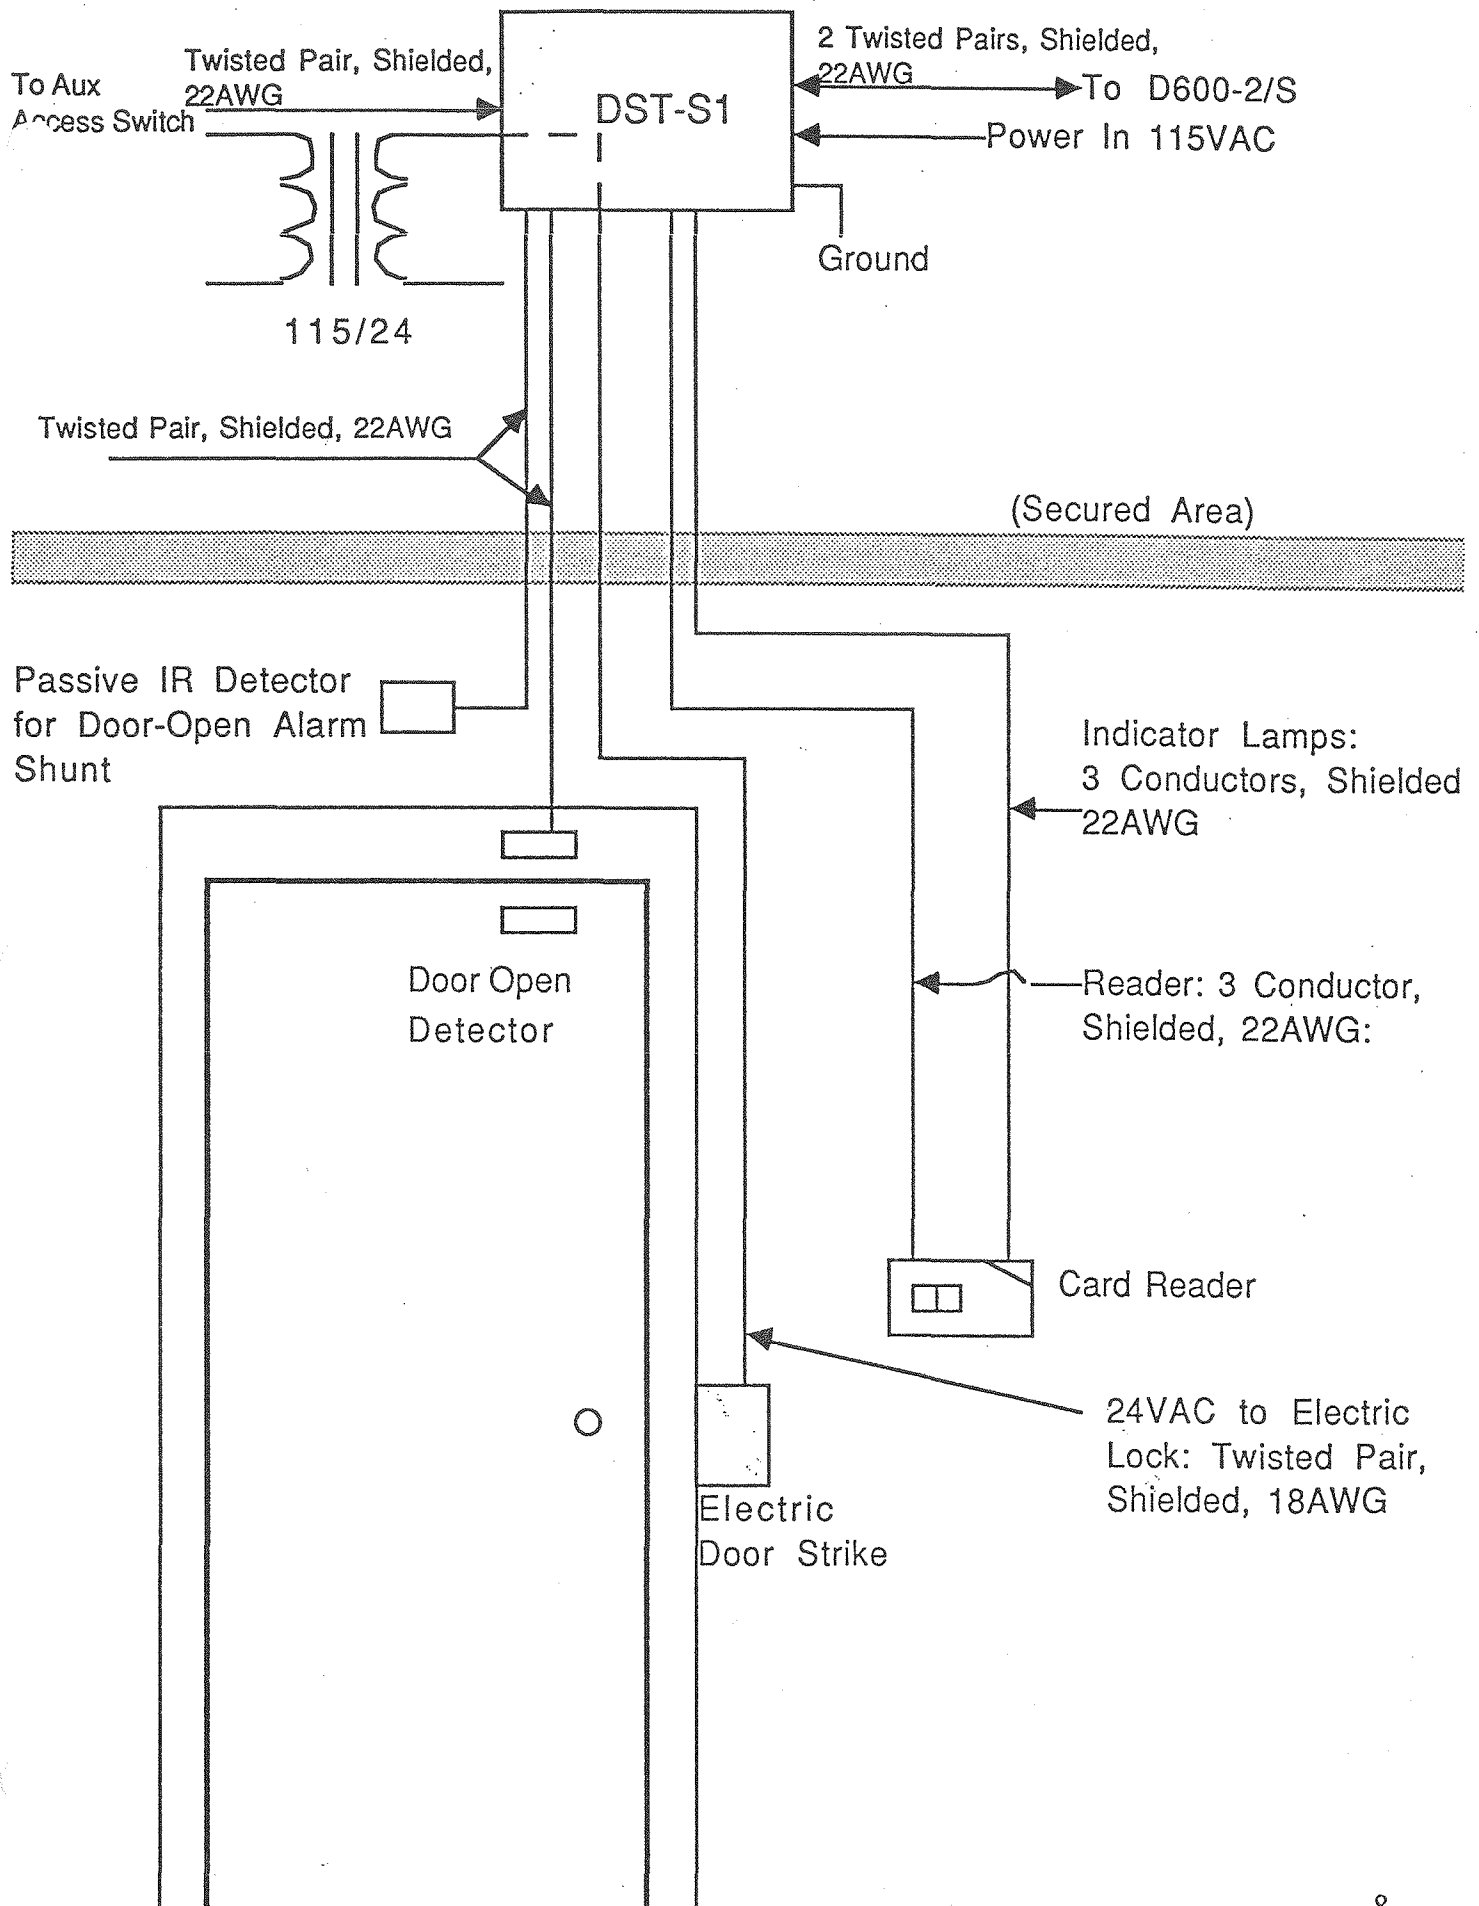 Twisted Pair, Shielded,
22AWG
To Aux
Access Switch
DST-S1
2 Twisted Pairs, Shielded,
22AWG
To D600-2/S
Power In 115VAC
Ground
115/24
Twisted Pair, Shielded, 22AWG
(Secured Area)
Passive IR Detector
for Door-Open Alarm
Shunt
Indicator Lamps:
3 Conductors, Shielded
22AWG
Door Open
Detector
Reader: 3 Conductor,
Shielded, 22AWG:
Card Reader
24VAC to Electric
Lock: Twisted Pair,
Shielded, 18AWG
Electric
Door Strike